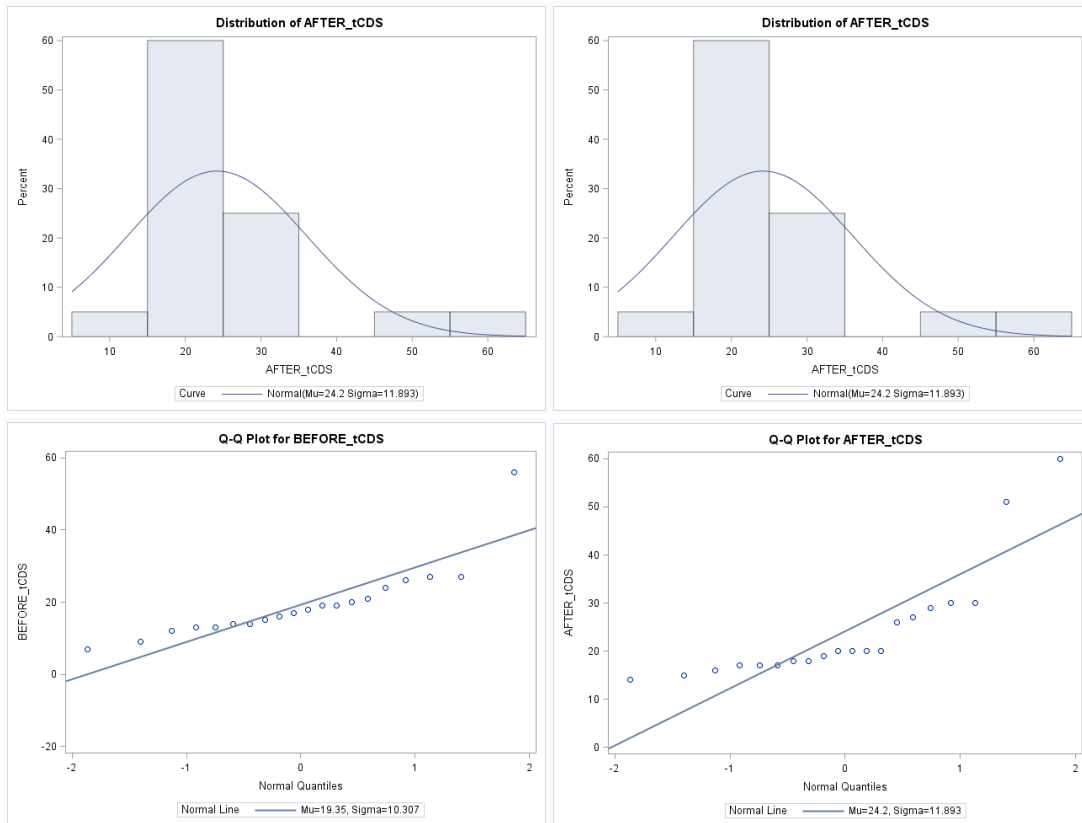 Distribution of AFTER_tCDS
60
50
40
30
20
10
0
Percent
10 20 30 40 50 60
AFTER_tCDS
Curve Normal(Mu=24.2 Sigma=11.893)
Distribution of AFTER_tCDS
60
50
40
30
20
10
0
Percent
10 20 30 40 50 60
AFTER_tCDS
Curve Normal(Mu=24.2 Sigma=11.893)
Q-Q Plot for BEFORE_tCDS
60
40
20
0
-20
BEFORE_tCDS
-2 -1 0 1 2
Normal Quantiles
Normal Line Mu=19.35, Sigma=10.307
Q-Q Plot for AFTER_tCDS
60
50
40
30
20
10
0
AFTER_tCDS
-2 -1 0 1 2
Normal Quantiles
Normal Line Mu=24.2, Sigma=11.893